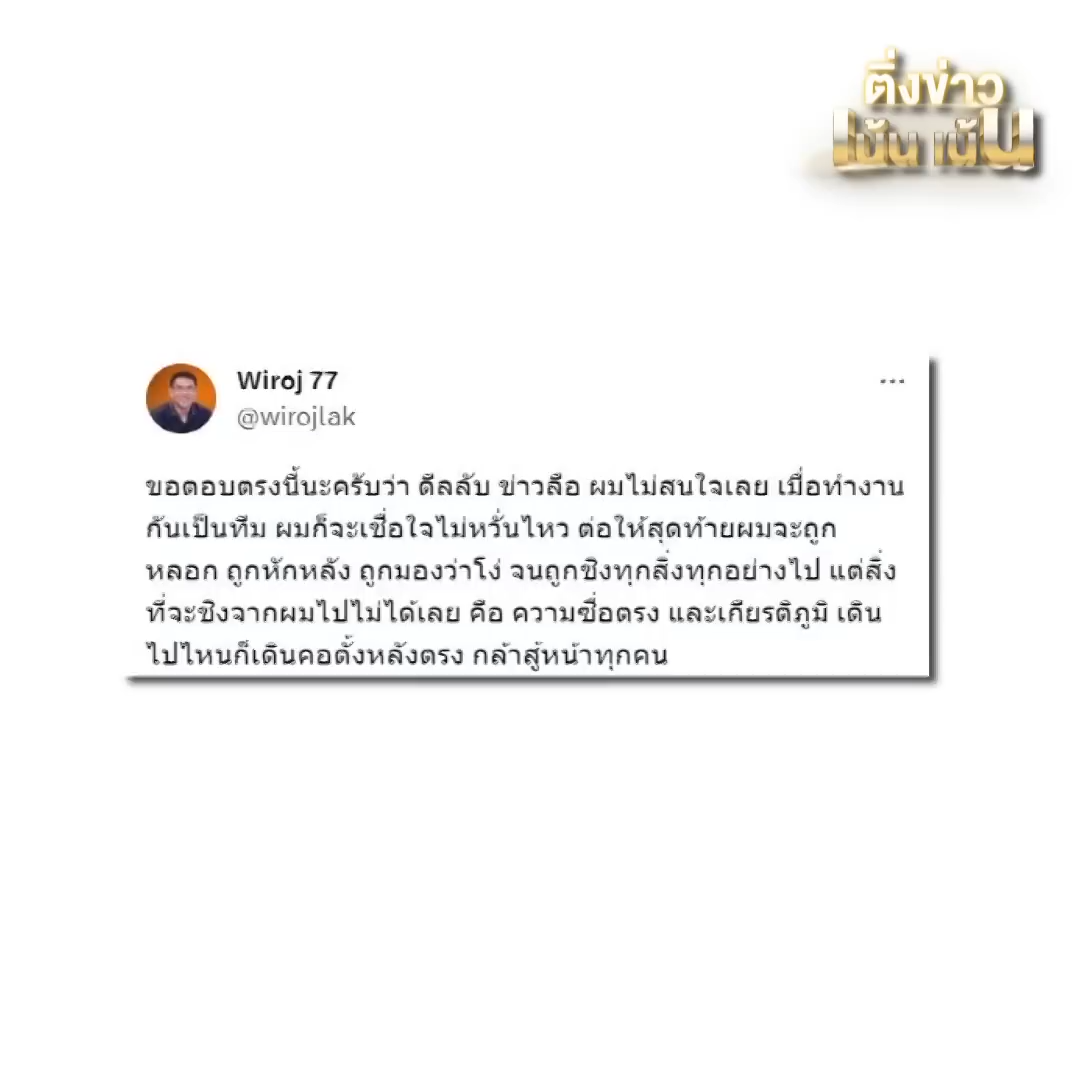 ติ่งข่าว
เน้น เน้น
Wiroj 77
@wirojlak
ขอตอบตรงนี้นะครับว่า ดีลลับ ข่าวลือ ผมไม่สนใจเลย เมื่อทำงาน
กันเป็นทีม ผมก็จะเชื่อใจไม่หวั่นไหว ต่อให้สุดท้ายผมจะถูก
หลอก ถูกหักหลัง ถูกมองว่าโง่ จนถูกชิงทุกสิ่งทุกอย่างไป แต่สิ่ง
ที่จะชิงจากผมไปไม่ได้เลย คือ ความซื่อตรง และเกียรติภูมิ เดิน
ไปไหนก็เดินคอตั้งหลังตรง กล้าสู้หน้าทุกคน